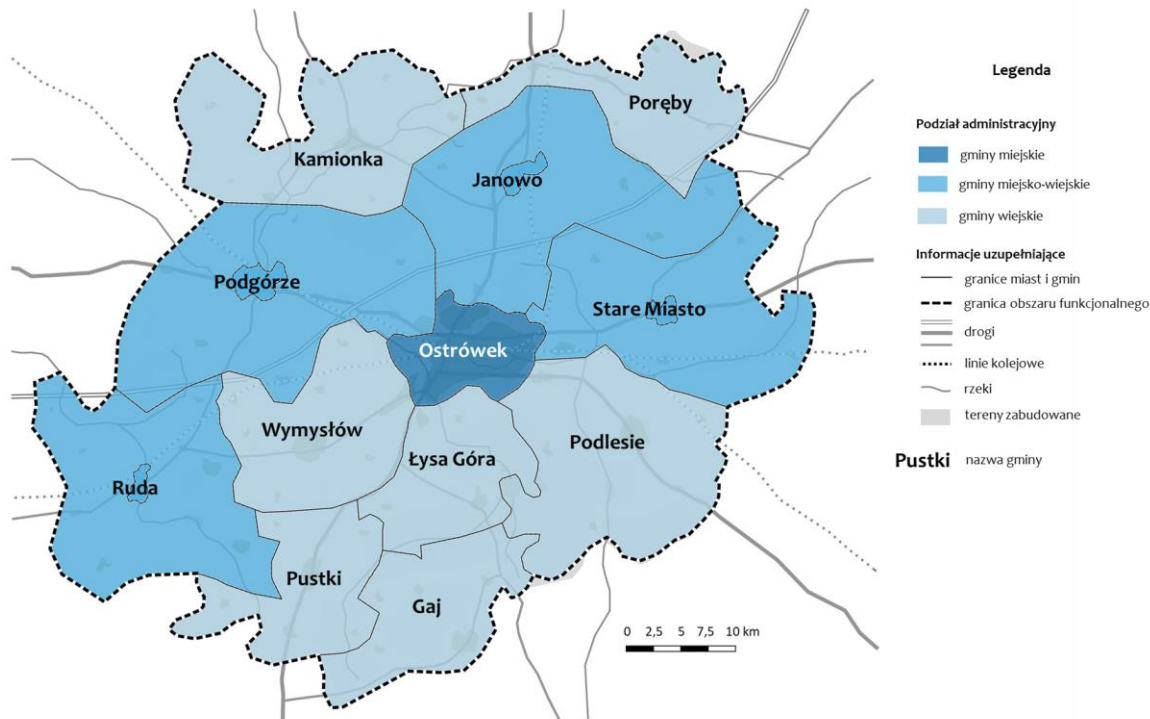 Legenda
Podział administracyjny
gminy miejskie
gminy miejsko-wiejskie
gminy wiejskie
Informacje uzupełniające
granice miast i gmin
granica obszaru funkcjonalnego
drogi
linie kolejowe
rzeki
tereny zabudowane
Pustki nazwa gminy
Poręby
Kamionka
Janowo
Podgórze
Stare Miasto
Ostrówek
Wymysłów
Podlesie
Łysa Góra
Ruda
Pustki
Gaj
0 2,5 5 7,5 10 km